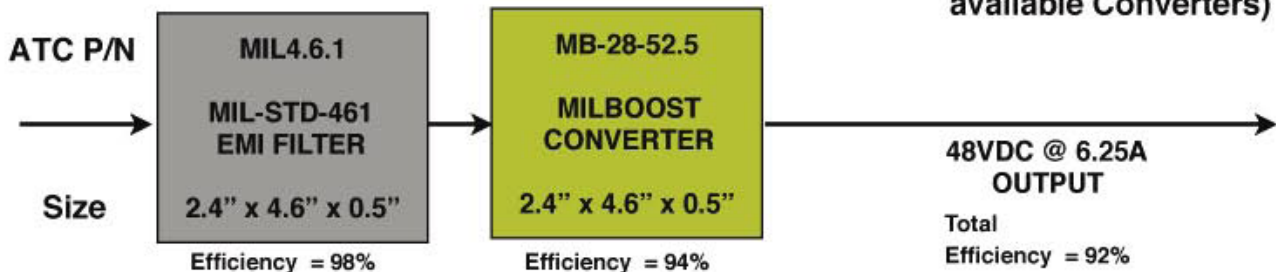 available Converters)
ATC P/N
MIL4.6.1
MIL-STD-461
EMI FILTER
2.4” x 4.6” x 0.5”
Efficiency = 98%
MB-28-52.5
MILBOOST
CONVERTER
2.4” x 4.6” x 0.5”
Efficiency = 94%
48VDC @ 6.25A
OUTPUT
Total
Efficiency = 92%
Size